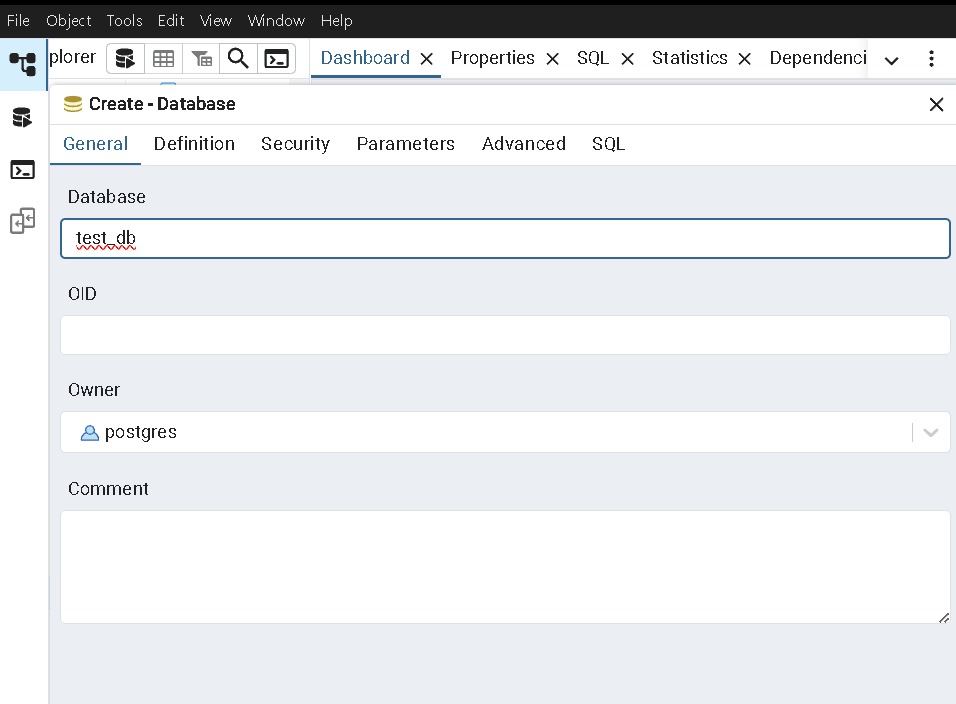 File Object Tools Edit View Window Help
plorer Dashboard Properties SQL Statistics Dependenci
Create - Database
General Definition Security Parameters Advanced SQL
Database
test_db
OID
Owner
postgres
Comment